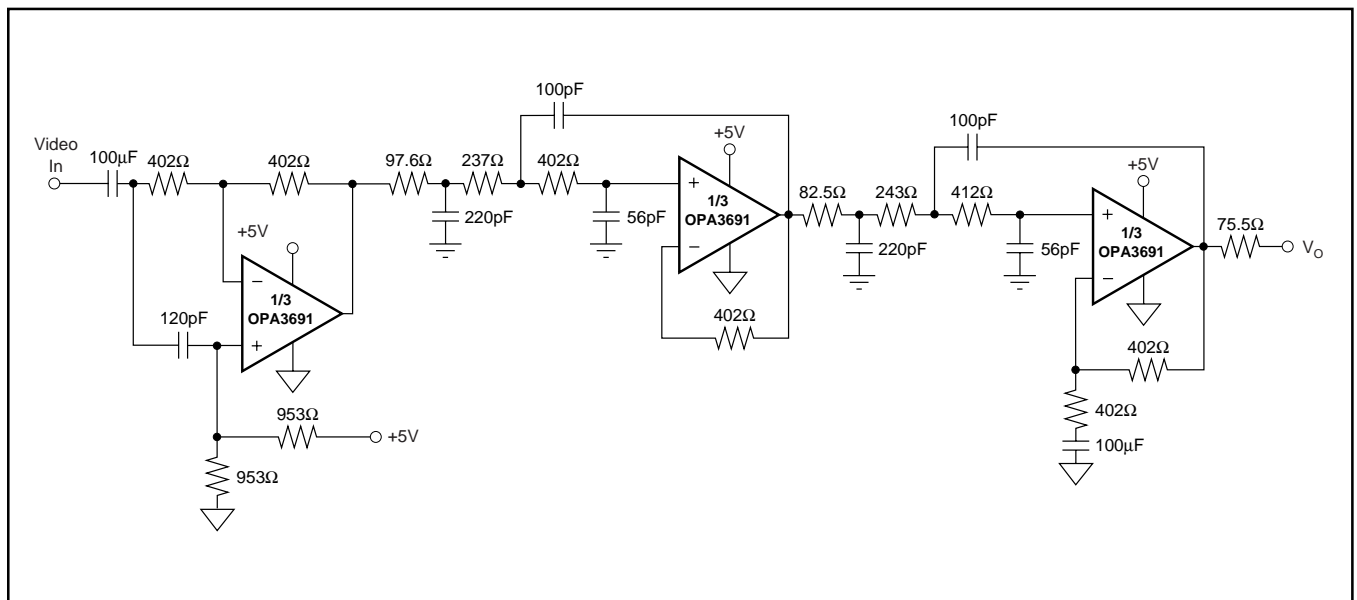 Video
In
100µF
402Ω
402Ω
+5V
1/3
OPA3691
−
+
120pF
953Ω
+5V
953Ω
97.6Ω
220pF
237Ω
100pF
402Ω
56pF
+5V
+
1/3
OPA3691
−
402Ω
82.5Ω
220pF
243Ω
100pF
412Ω
56pF
+5V
+
1/3
OPA3691
−
402Ω
402Ω
100µF
75.5Ω
VO